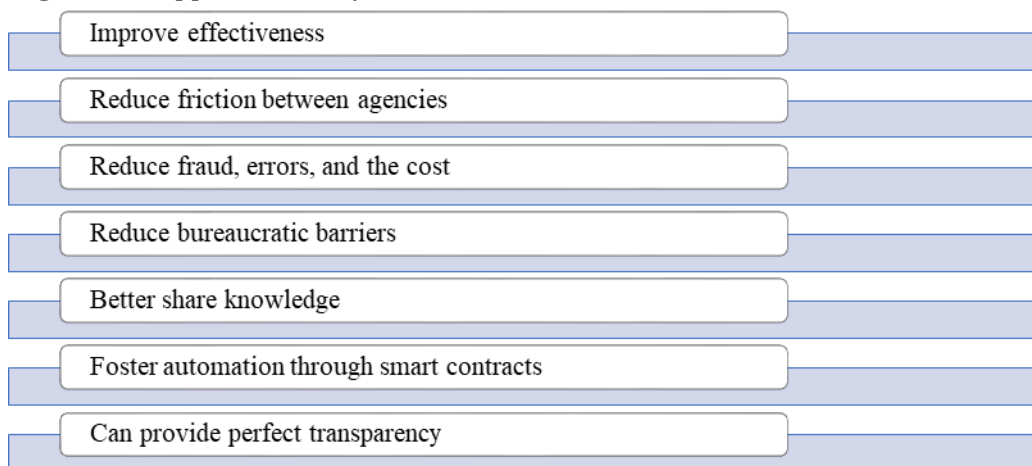 Improve effectiveness
Reduce friction between agencies
Reduce fraud, errors, and the cost
Reduce bureaucratic barriers
Better share knowledge
Foster automation through smart contracts
Can provide perfect transparency